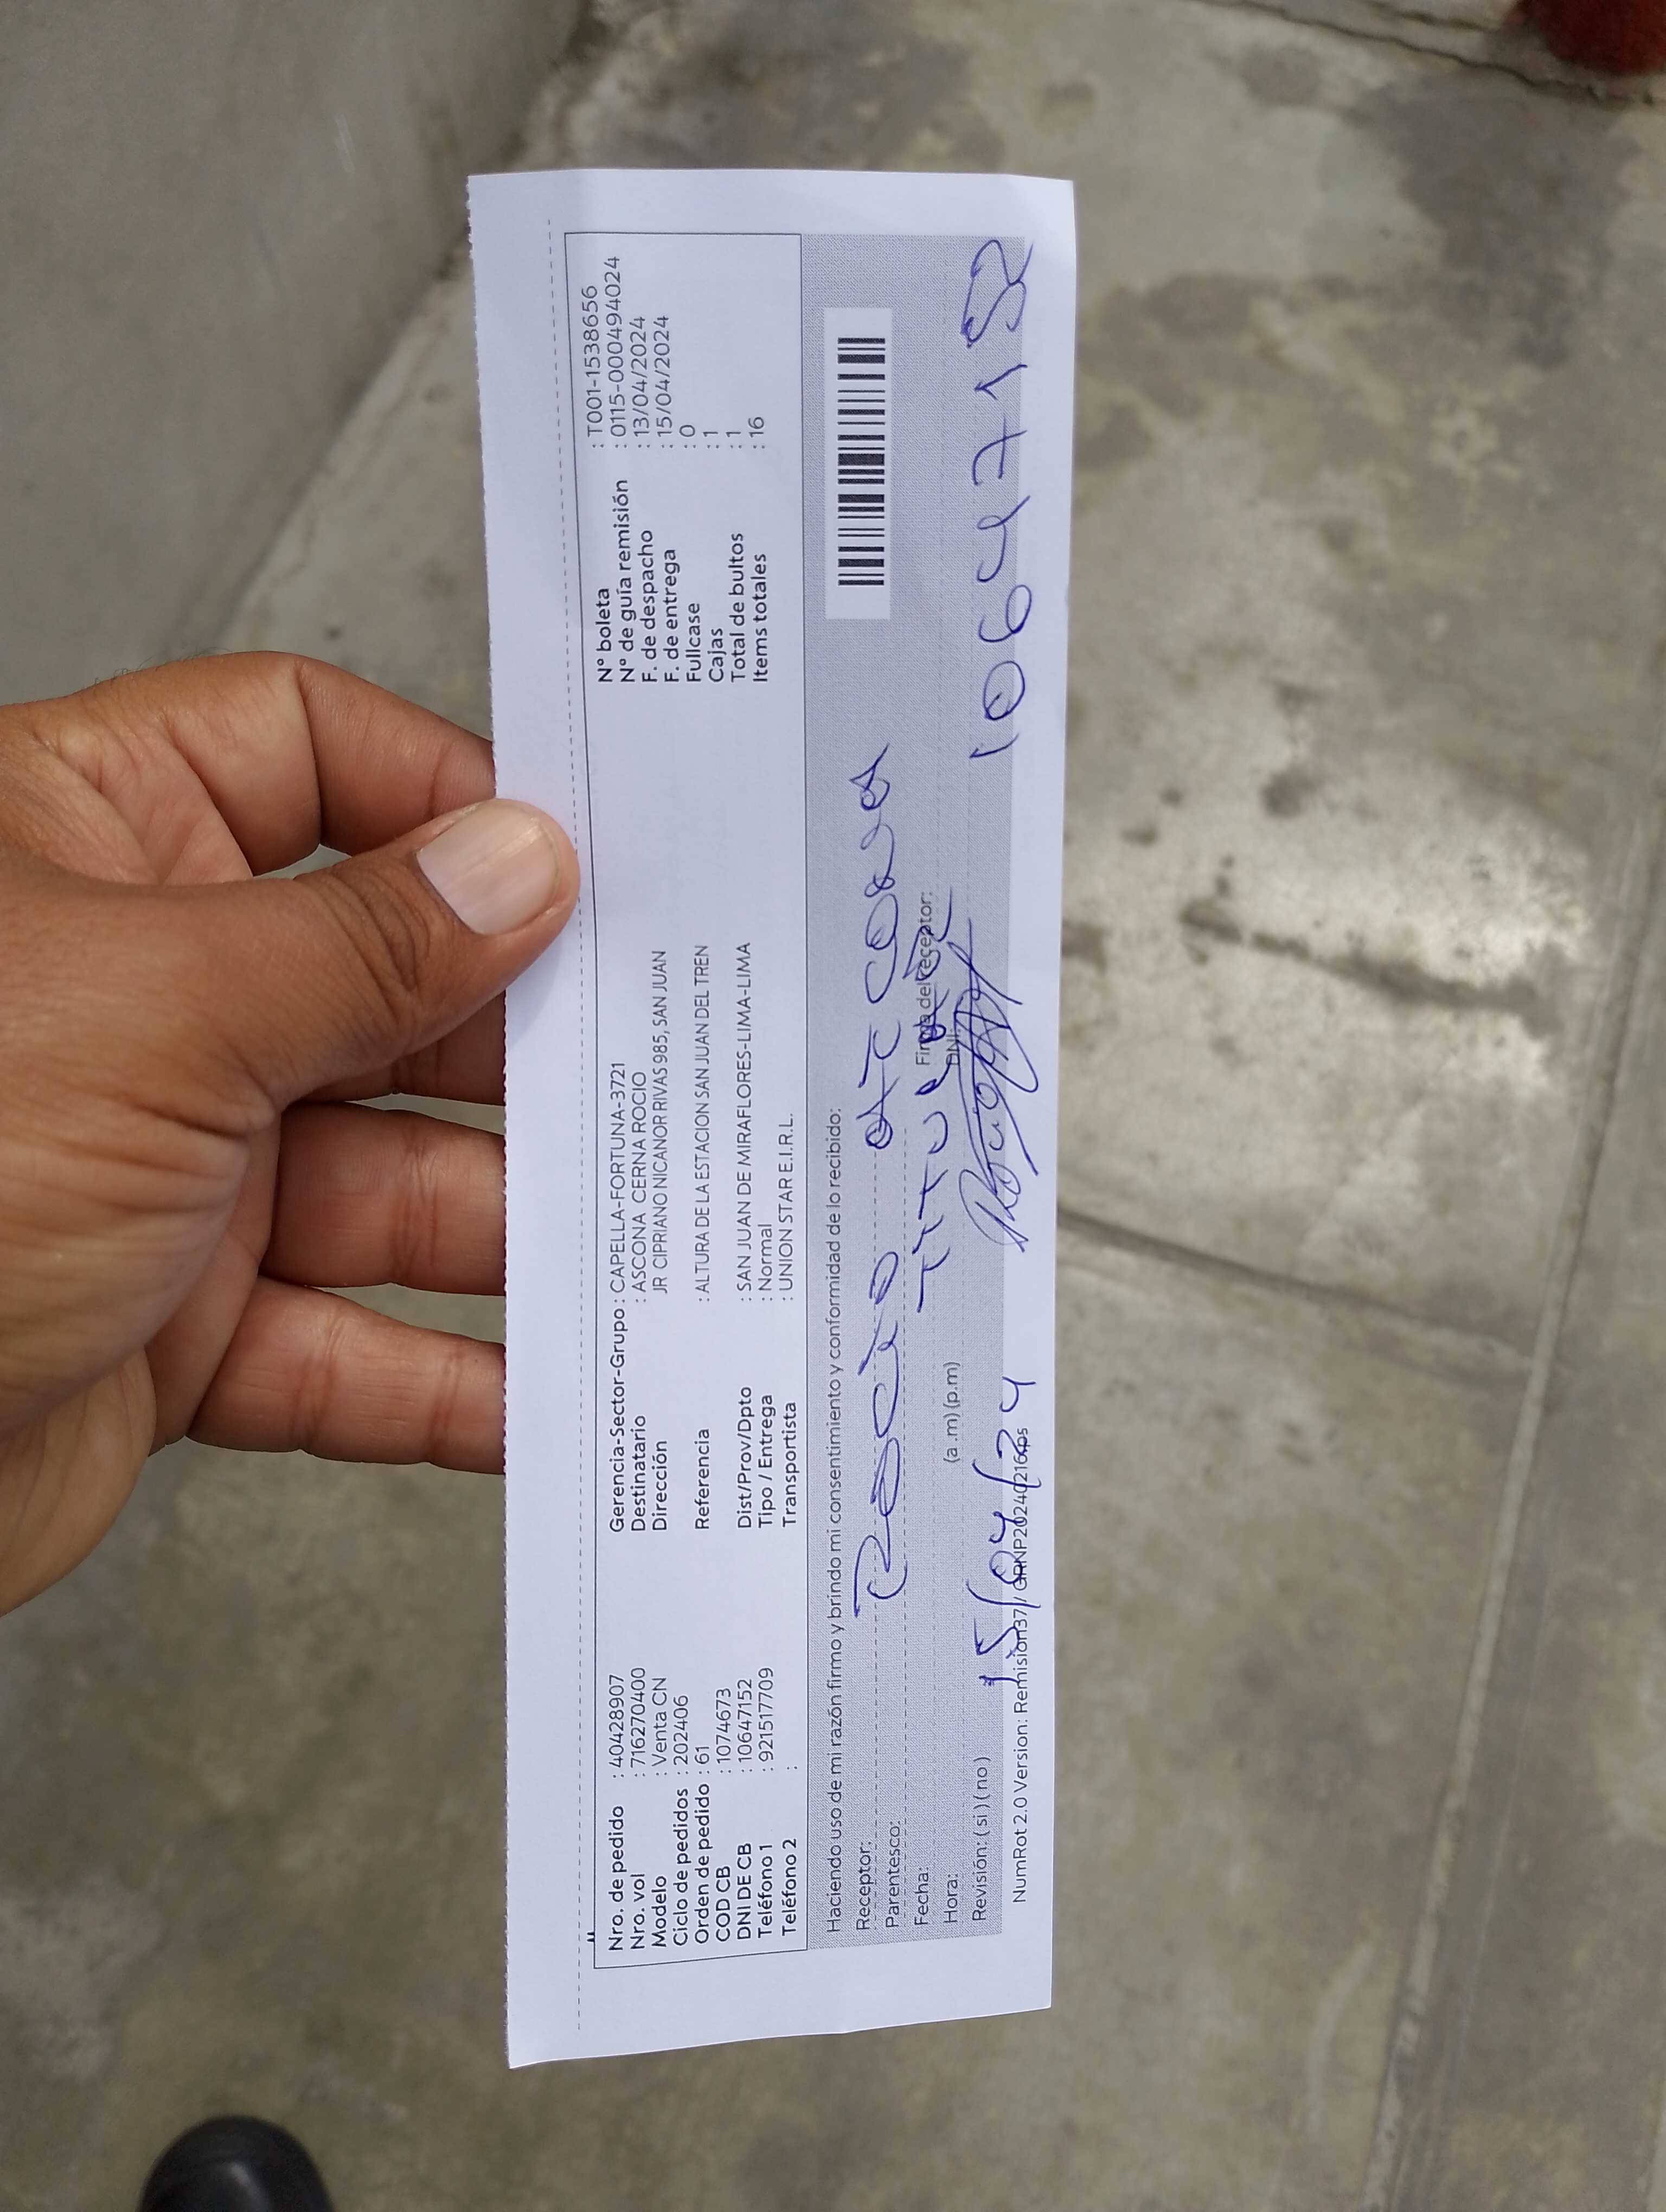 Nro. de pedido : 40428907
Nro. vol : 716270400
Modelo : Venta CN
Ciclo de pedidos : 202406
Orden de pedido : 61
COD CB : 1074673
DNI DE CB : 10647152
Teléfono 1 : 921517709
Teléfono 2 :
Gerencia-Sector-Grupo : CAPELLA-FORTUNA-3721
Destinatario : ASCONA CERNA ROCIO
Dirección JR CIPRIANO NICANOR RIVAS 985, SAN JUAN
Referencia : ALTURA DE LA ESTACION SAN JUAN DEL TREN
Dist/Prov/Dpto : SAN JUAN DE MIRAFLORES-LIMA-LIMA
Tipo / Entrega : Normal
Transportista : UNION STAR E.I.R.L.
N° boleta : T001-1538656
N° de guía remisión : 0115-0004940​24
F. de despacho : 13/04/2024
F. de entrega : 15/04/2024
Fullcase : 0
Cajas : 1
Total de bultos : 1
Items totales : 16
Haciendo uso de mi razón firmo y brindo mi consentimiento y conformidad de lo recibido:
Receptor: Rocio
Parentesco: Titular
Fecha:
Firma del receptor:
Hora: (a .m) (p.m)
DNI:
Revisión: ( si ) ( no ) 15/04/24 10647152
NumRot 2.0 Version: Remision37 / GRNP20240216xps